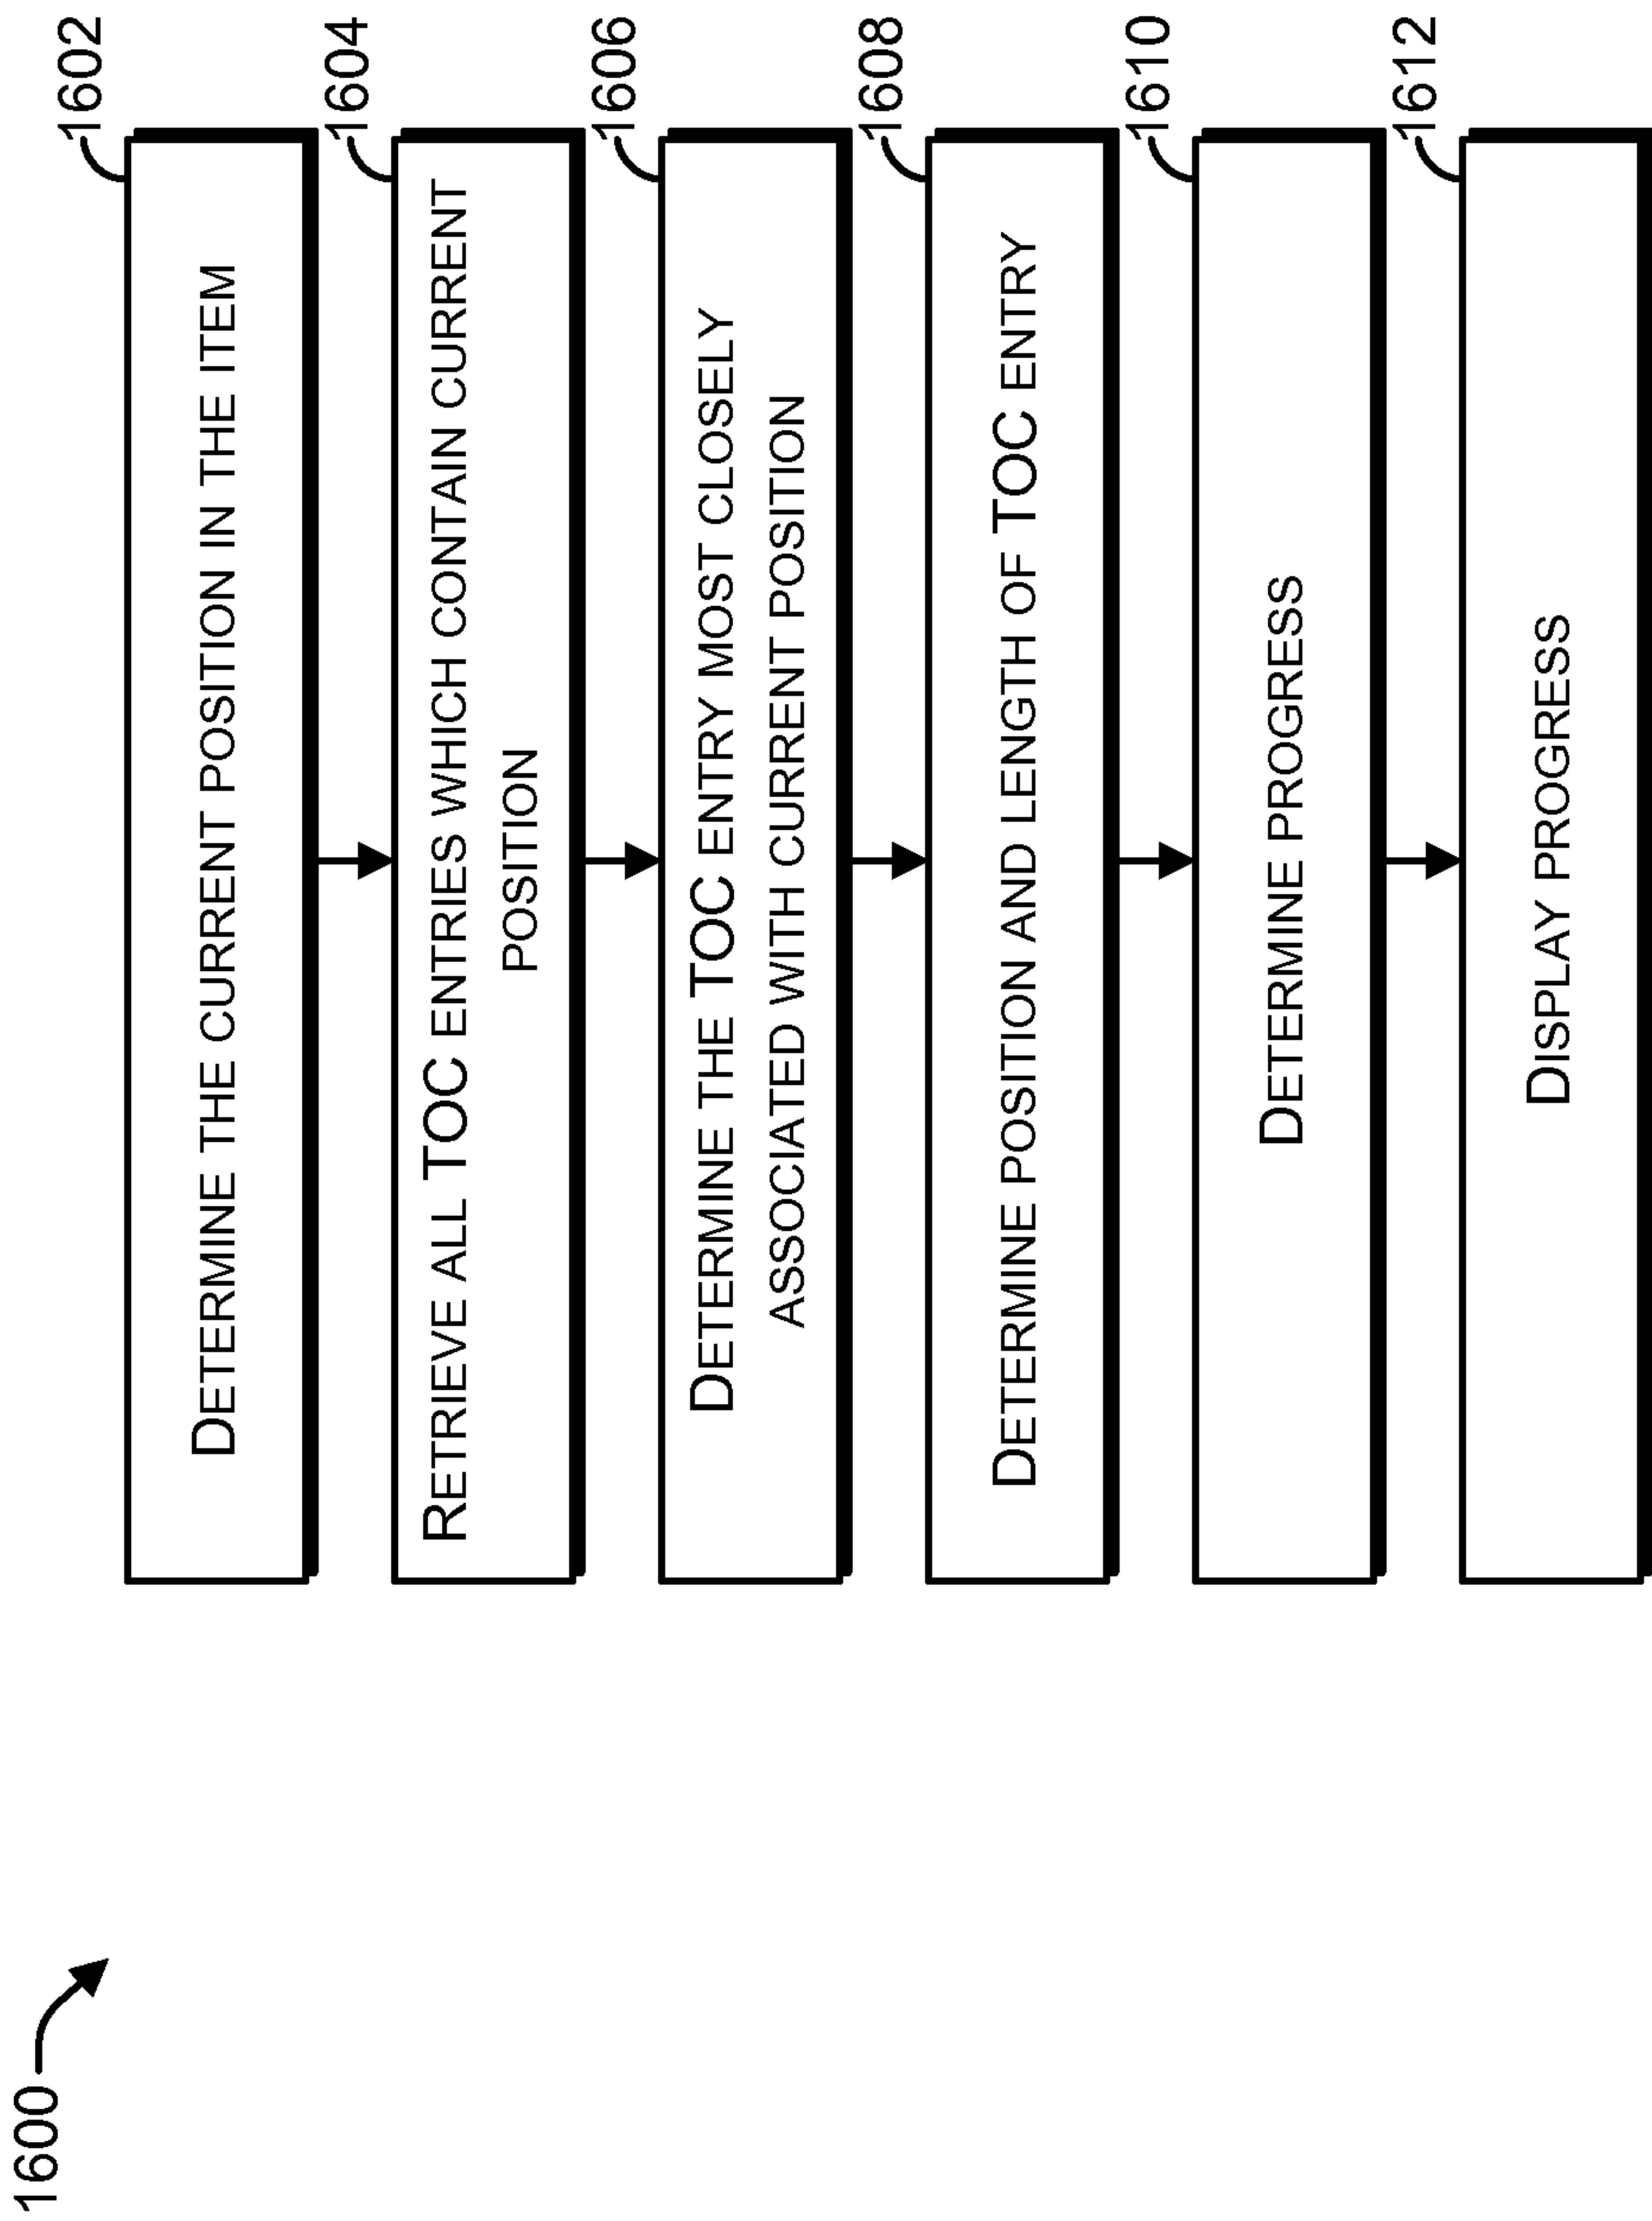 1600
1602
DETERMINE THE CURRENT POSITION IN THE ITEM
1604
RETRIEVE ALL TOC ENTRIES WHICH CONTAIN CURRENT
POSITION
1606
DETERMINE THE TOC ENTRY MOST CLOSELY
ASSOCIATED WITH CURRENT POSITION
1608
DETERMINE POSITION AND LENGTH OF TOC ENTRY
1610
DETERMINE PROGRESS
1612
DISPLAY PROGRESS